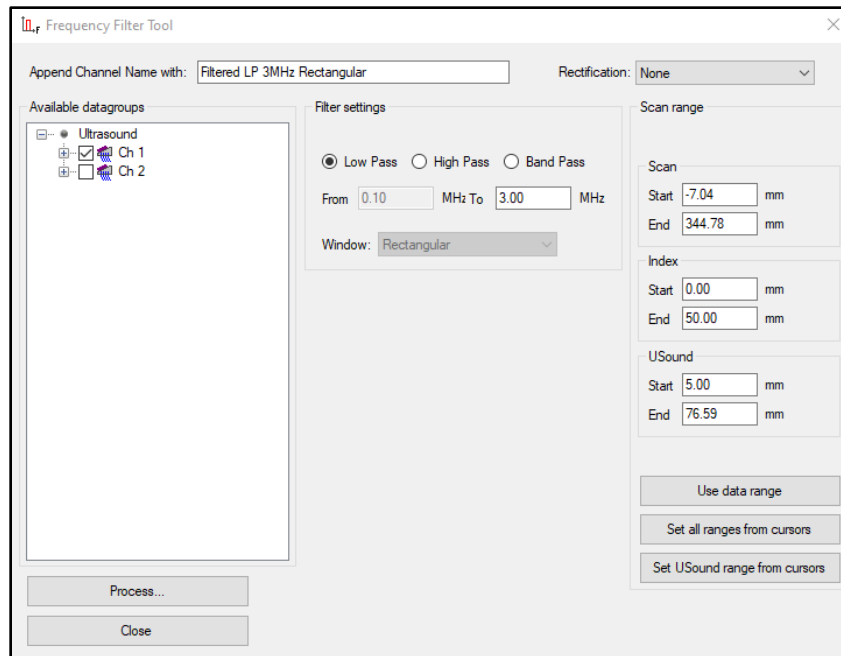 Frequency Filter Tool
Append Channel Name with: Filtered LP 3MHz Rectangular Rectification: None
Available datagroups
Ultrasound
Ch 1
Ch 2
Filter settings
Low Pass High Pass Band Pass
From 0.10 MHz To 3.00 MHz
Window: Rectangular
Scan range
Scan
Start -7.04 mm
End 344.78 mm
Index
Start 0.00 mm
End 50.00 mm
USound
Start 5.00 mm
End 76.59 mm
Use data range
Set all ranges from cursors
Set USound range from cursors
Process...
Close